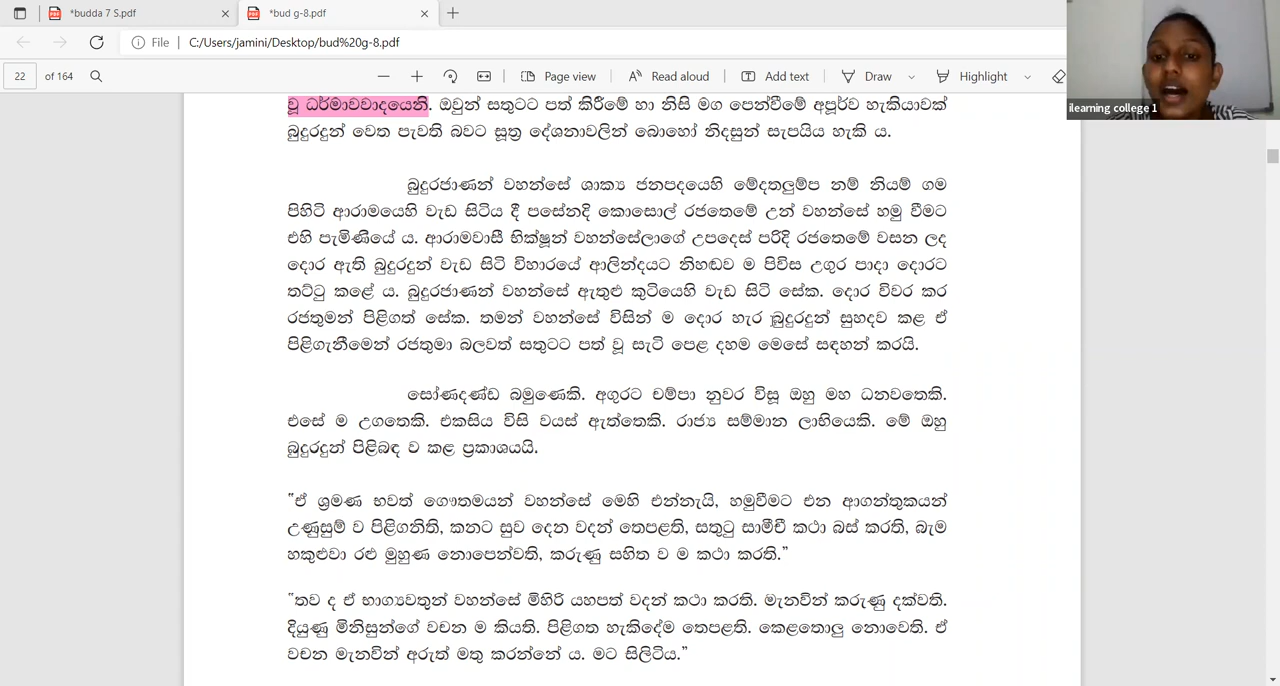 *budda 7 S.pdf
*bud g-8.pdf
File
C:/Users/jamini/Desktop/bud%20g-8.pdf
22 of 164
Page view
Read aloud
Add text
Draw
Highlight
ilearning college 1
වූ ධර්මාවවාදයෙනි. ඔවුන් සතුටට පත් කිරීමේ හා නිසි මග පෙන්වීමේ අපූර්ව හැකියාවක්
බුදුරදුන් වෙත පැවති බවට සූත්‍ර දේශනාවලින් බොහෝ නිදසුන් සැපයිය හැකි ය.
බුදුරජාණන් වහන්සේ ශාක්‍ය ජනපදයෙහි මේදතලුම්ප නම් නියම් ගම
පිහිටි ආරාමයෙහි වැඩ සිටිය දී පසේනදි කොසොල් රජතෙමේ උන් වහන්සේ හමු වීමට
එහි පැමිණියේ ය. ආරාමවාසී භික්ෂූන් වහන්සේලාගේ උපදෙස් පරිදි රජතෙමේ වසන ලද
දොර ඇති බුදුරදුන් වැඩ සිටි විහාරයේ ආලින්දයට නිහඬව ම පිවිස උගුර පාදා දොරට
තට්ටු කළේ ය. බුදුරජාණන් වහන්සේ ඇතුළු කුටියෙහි වැඩ සිටි සේක. දොර විවර කර
රජතුමන් පිළිගත් සේක. තමන් වහන්සේ විසින් ම දොර හැර බුදුරදුන් සුහදව කළ ඒ
පිළිගැනීමෙන් රජතුමා බලවත් සතුටට පත් වූ සැටි පෙළ දහම මෙසේ සඳහන් කරයි.
සෝණදණ්ඩ බමුණෙකි. අගුරට චම්පා නුවර විසූ ඔහු මහ ධනවතෙකි.
එසේ ම උගතෙකි. එකසිය විසි වයස් ඇත්තෙකි. රාජ්‍ය සම්මාන ලාභියෙකි. මේ ඔහු
බුදුරදුන් පිළිබඳ ව කළ ප්‍රකාශයයි.
“ඒ ශ්‍රමණ භවත් ගෞතමයන් වහන්සේ මෙහි එන්නැයි, හමුවීමට එන ආගන්තුකයන්
උණුසුම් ව පිළිගනිති, කනට සුව දෙන වදන් තෙපළති, සතුටු සාමීචි කථා බස් කරති, බැම
හකුළුවා රළු මුහුණ නොපෙන්වති, කරුණු සහිත ව ම කථා කරති.”
“තව ද ඒ භාග්‍යවතුන් වහන්සේ මිහිරි යහපත් වදන් කථා කරති. මැනවින් කරුණු දක්වති.
දියුණු මිනිසුන්ගේ වචන ම කියති. පිළිගත හැකිදේම තෙපළති. කෙළතොලු නොවෙති. ඒ
වචන මැනවින් අරුත් මතු කරන්නේ ය. මට සිලිටිය.”